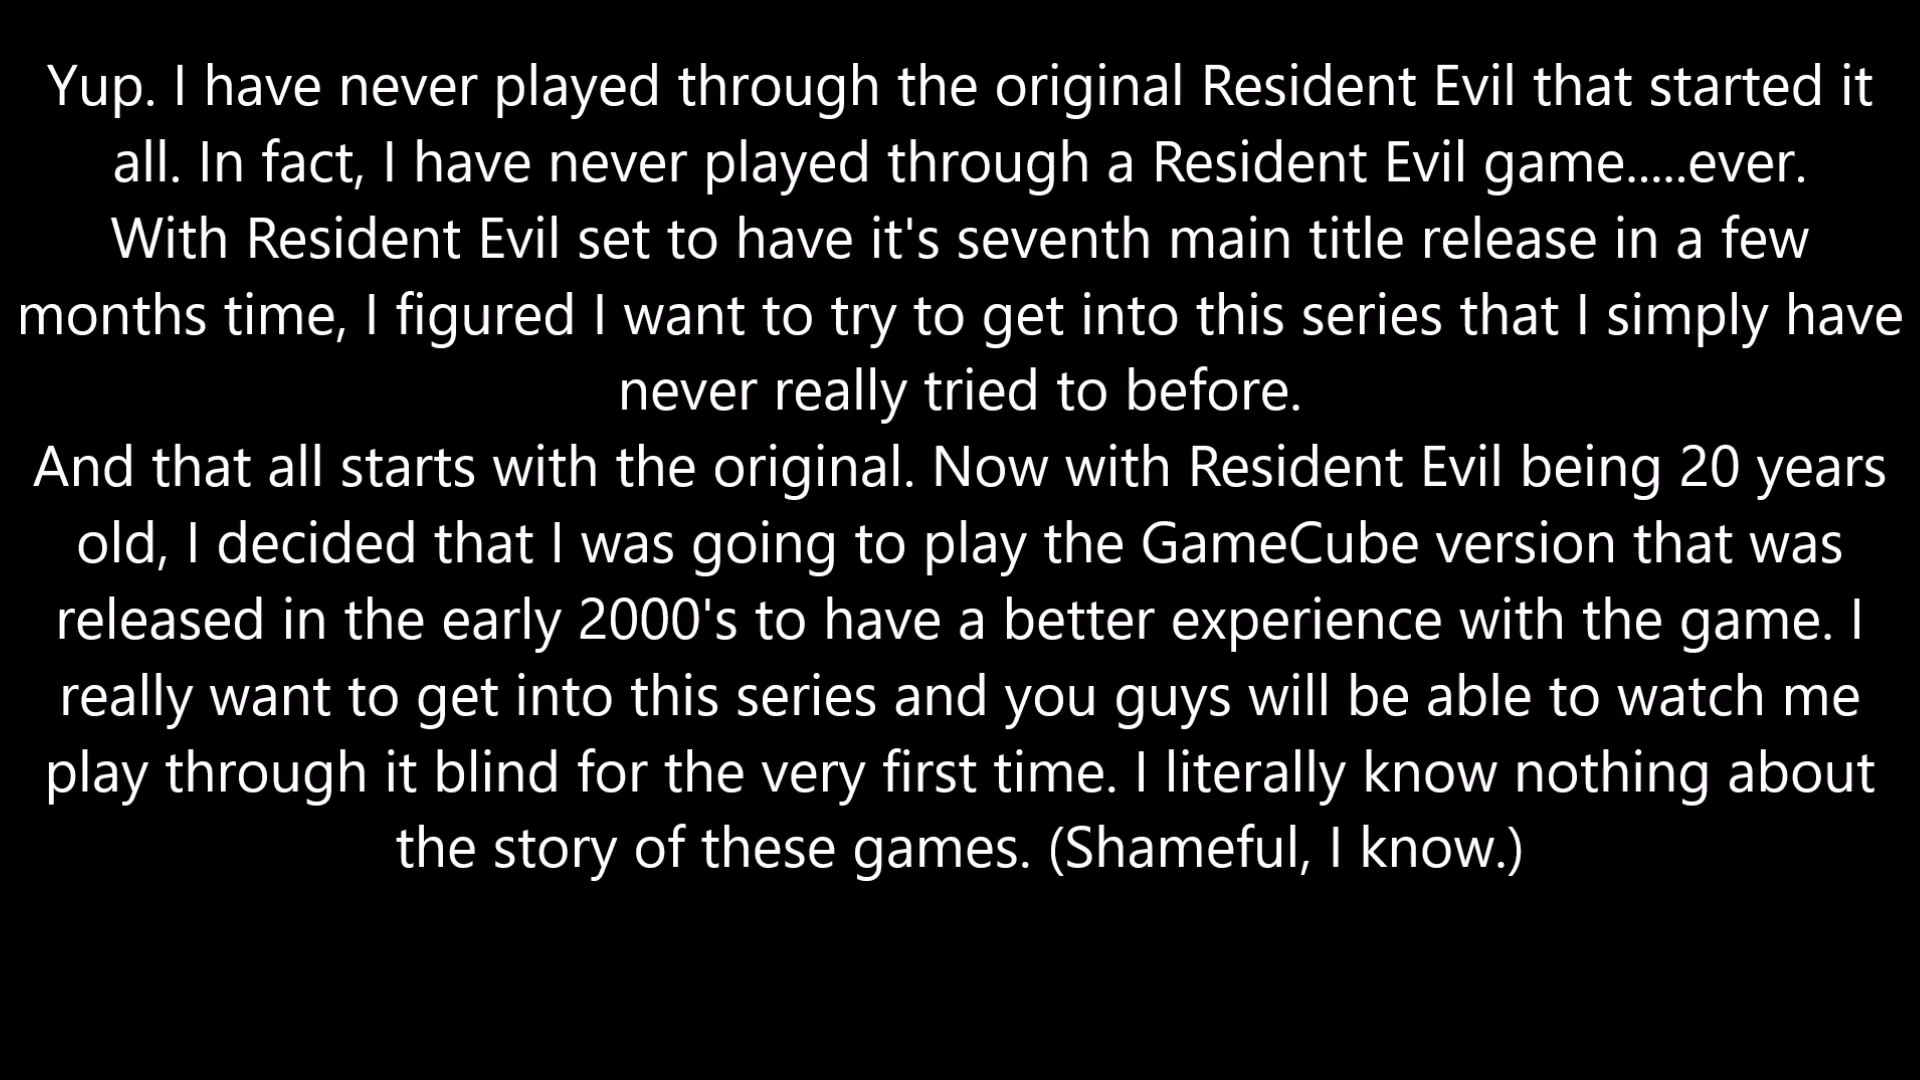 Yup. I have never played through the original Resident Evil that started it
all. In fact, I have never played through a Resident Evil game.....ever.
With Resident Evil set to have it's seventh main title release in a few
months time, I figured I want to try to get into this series that I simply have
never really tried to before.
And that all starts with the original. Now with Resident Evil being 20 years
old, I decided that I was going to play the GameCube version that was
released in the early 2000's to have a better experience with the game. I
really want to get into this series and you guys will be able to watch me
play through it blind for the very first time. I literally know nothing about
the story of these games. (Shameful, I know.)